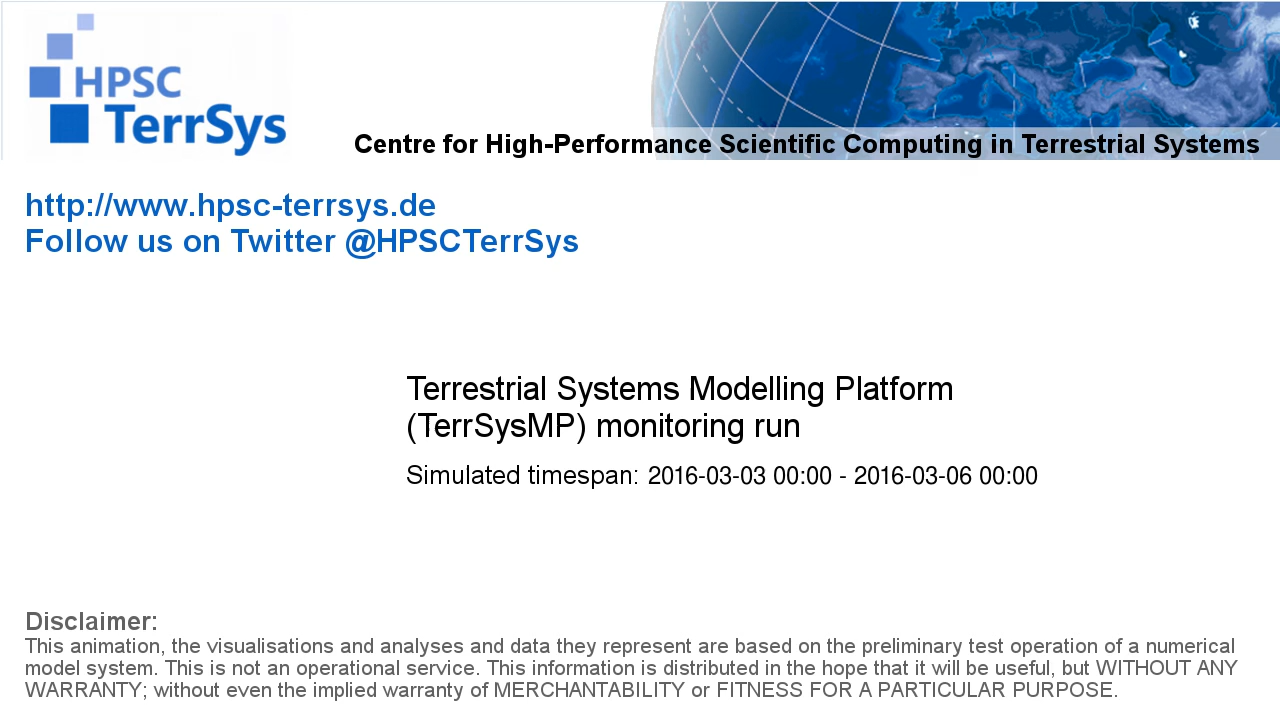 HPSC
TerrSys
Centre for High-Performance Scientific Computing in Terrestrial Systems
http://www.hpsc-terrsys.de
Follow us on Twitter @HPSCTerrSys
Terrestrial Systems Modelling Platform
(TerrSysMP) monitoring run
Simulated timespan: 2016-03-03 00:00 - 2016-03-06 00:00
Disclaimer:
This animation, the visualisations and analyses and data they represent are based on the preliminary test operation of a numerical
model system. This is not an operational service. This information is distributed in the hope that it will be useful, but WITHOUT ANY
WARRANTY; without even the implied warranty of MERCHANTABILITY or FITNESS FOR A PARTICULAR PURPOSE.